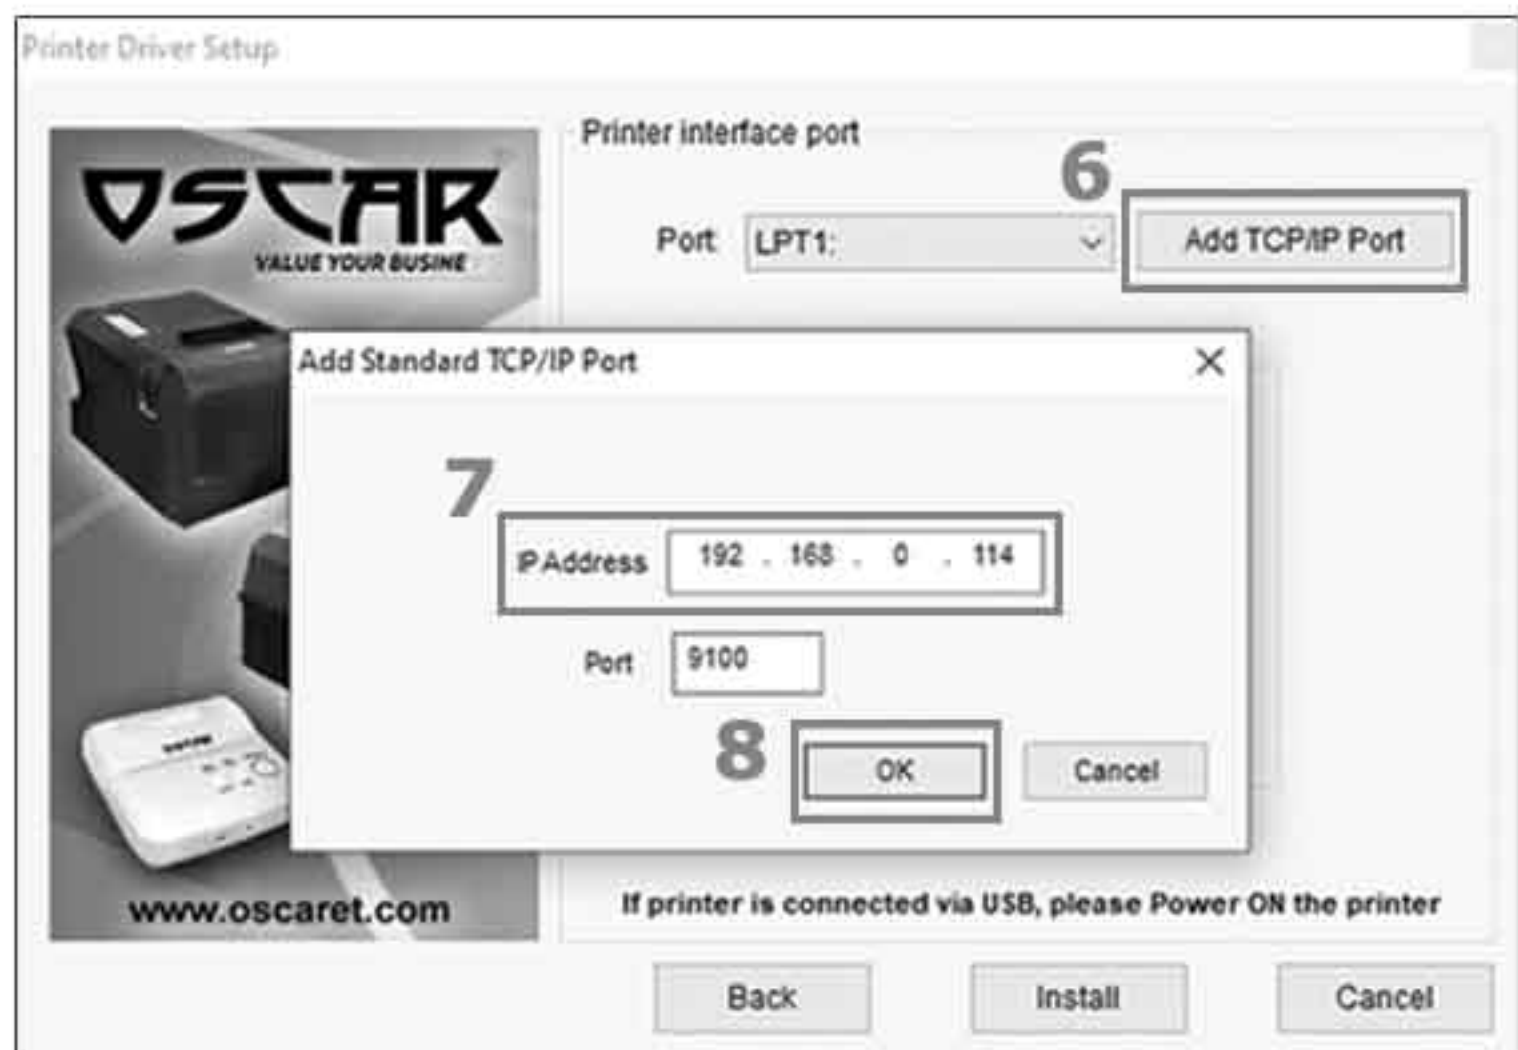 Printer Driver Setup
OSCAR
VALUE YOUR BUSINE
Printer interface port
6
Port LPT1: Add TCP/IP Port
Add Standard TCP/IP Port
7
IP Address 192 . 168 . 0 . 114
Port 9100
8
OK Cancel
OSCAR
www.oscaret.com
If printer is connected via USB, please Power ON the printer
Back Install Cancel